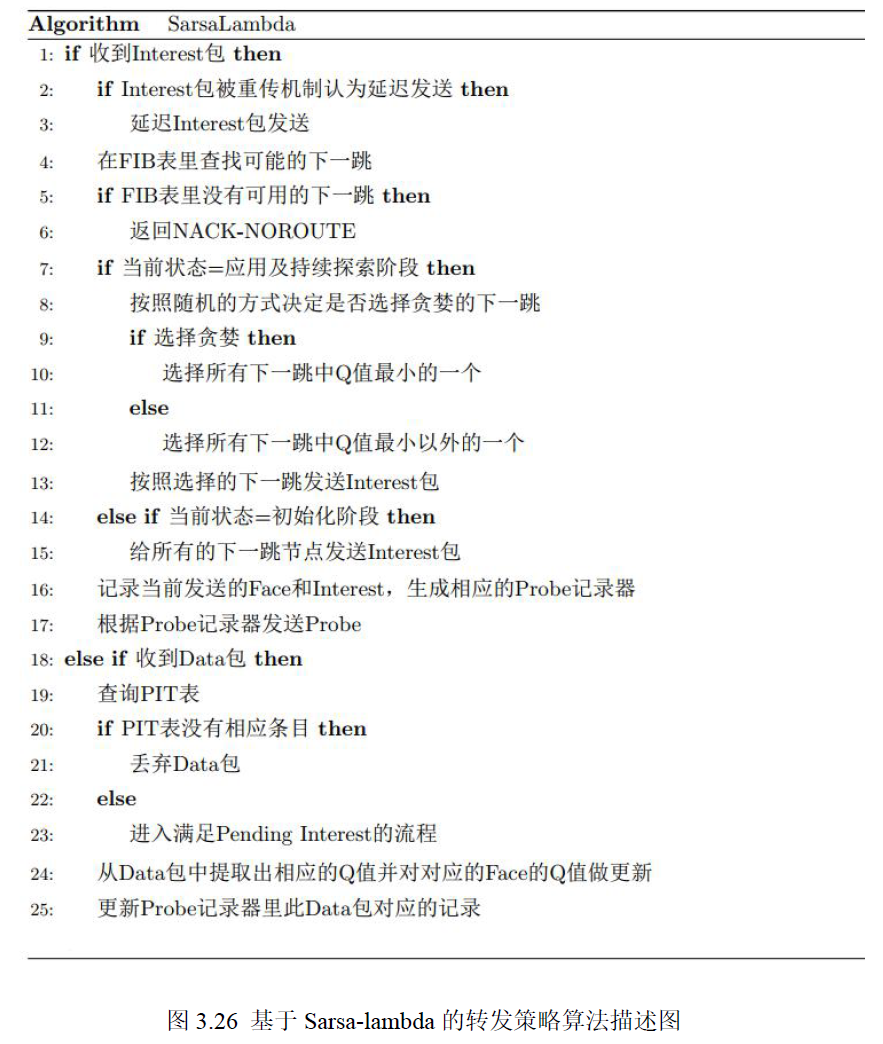 Algorithm SarsaLambda
1: if 收到Interest包 then
2: if Interest包被重传机制认为延迟发送 then
3: 延迟Interest包发送
4: 在FIB表里查找可能的下一跳
5: if FIB表里没有可用的下一跳 then
6: 返回NACK-NOROUTE
7: if 当前状态=应用及持续探索阶段 then
8: 按照随机的方式决定是否选择贪婪的下一跳
9: if 选择贪婪 then
10: 选择所有下一跳中Q值最小的一个
11: else
12: 选择所有下一跳中Q值最小以外的一个
13: 按照选择的下一跳发送Interest包
14: else if 当前状态=初始化阶段 then
15: 给所有的下一跳节点发送Interest包
16: 记录当前发送的Face和Interest，生成相应的Probe记录器
17: 根据Probe记录器发送Probe
18: else if 收到Data包 then
19: 查询PIT表
20: if PIT表没有相应条目 then
21: 丢弃Data包
22: else
23: 进入满足Pending Interest的流程
24: 从Data包中提取出相应的Q值并对对应的Face的Q值做更新
25: 更新Probe记录器里此Data包对应的记录
图 3.26 基于 Sarsa-lambda 的转发策略算法描述图